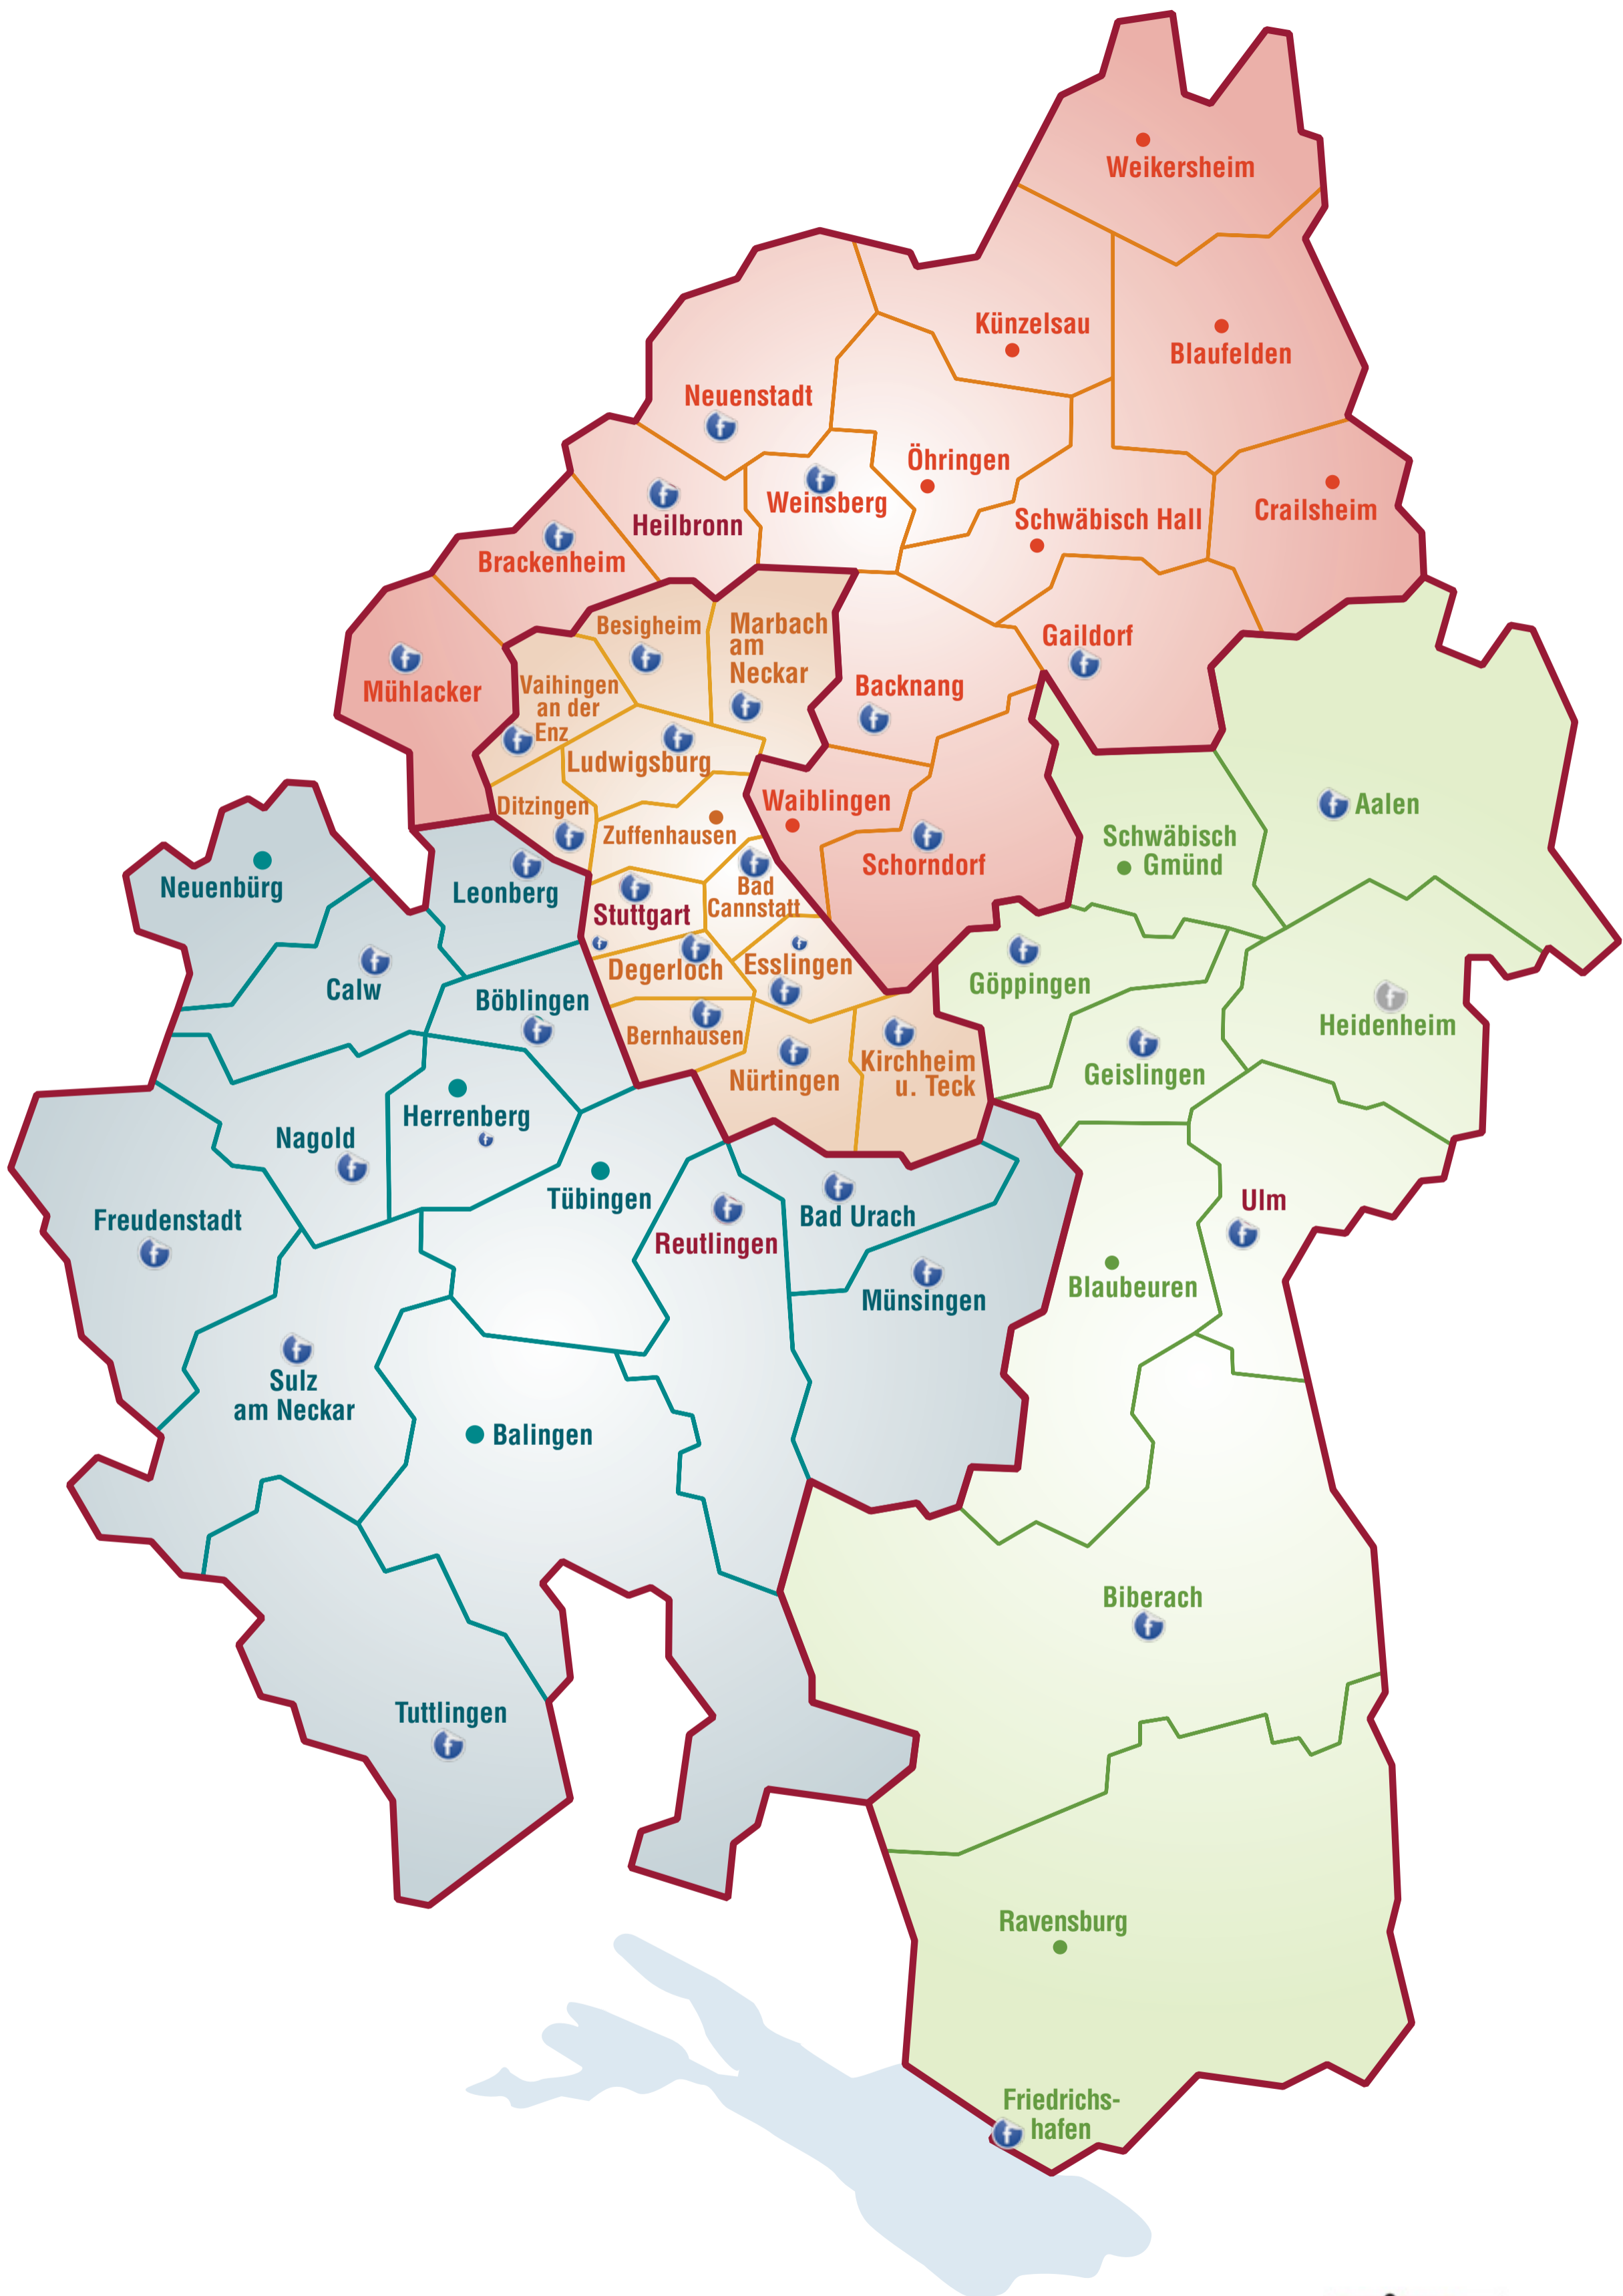 Weikersheim
Künzelsau
Blaufelden
Neuenstadt
Öhringen
Weinsberg
Heilbronn
Schwäbisch Hall
Crailsheim
Brackenheim
Besigheim
Marbach
am
Neckar
Gaildorf
Mühlacker
Vaihingen
an der
Enz
Backnang
Ludwigsburg
Ditzingen
Zuffenhausen
Waiblingen
Aalen
Schwäbisch
Gmünd
Schorndorf
Neuenbürg
Leonberg
Bad
Cannstatt
Stuttgart
Degerloch
Esslingen
Göppingen
Calw
Böblingen
Heidenheim
Bernhausen
Nürtingen
Kirchheim
u. Teck
Geislingen
Herrenberg
Nagold
Tübingen
Bad Urach
Ulm
Freudenstadt
Reutlingen
Blaubeuren
Münsingen
Sulz
am Neckar
Balingen
Biberach
Tuttlingen
Ravensburg
Friedrichs-
hafen